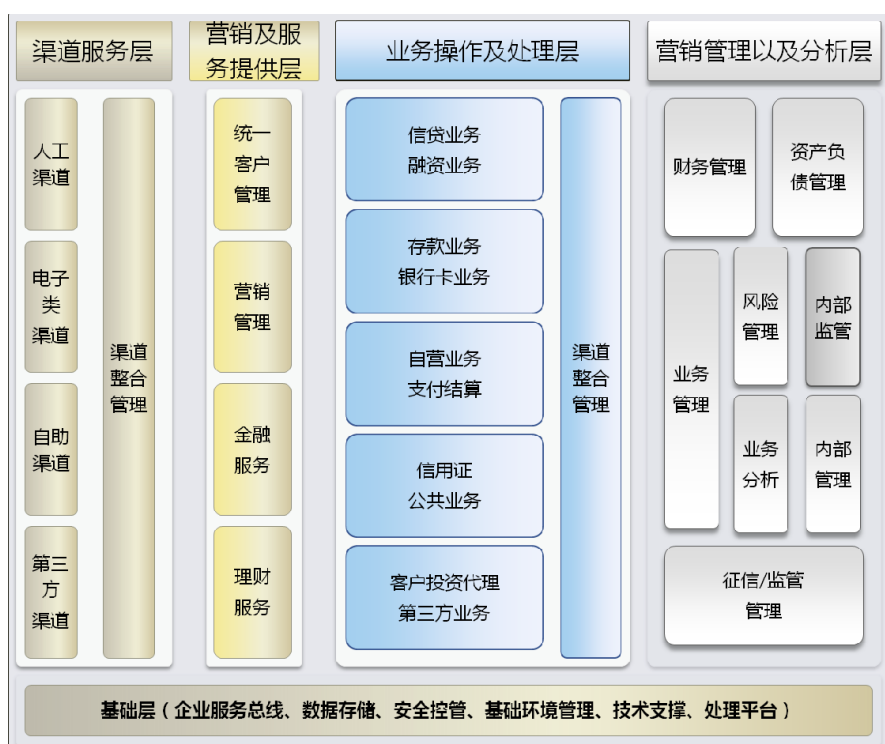 渠道服务层
营销及服
务提供层
业务操作及处理层
营销管理以及分析层
人工
渠道
电子
类
渠道
自助
渠道
第三
方
渠道
渠道
整合
管理
统一
客户
管理
营销
管理
金融
服务
理财
服务
信贷业务
融资业务
存款业务
银行卡业务
自营业务
支付结算
信用证
公共业务
客户投资代理
第三方业务
渠道
整合
管理
财务管理
资产负
债管理
业务
管理
风险
管理
内部
监管
业务
分析
内部
管理
征信/监管
管理
基础层（企业服务总线、数据存储、安全控管、基础环境管理、技术支撑、处理平台）